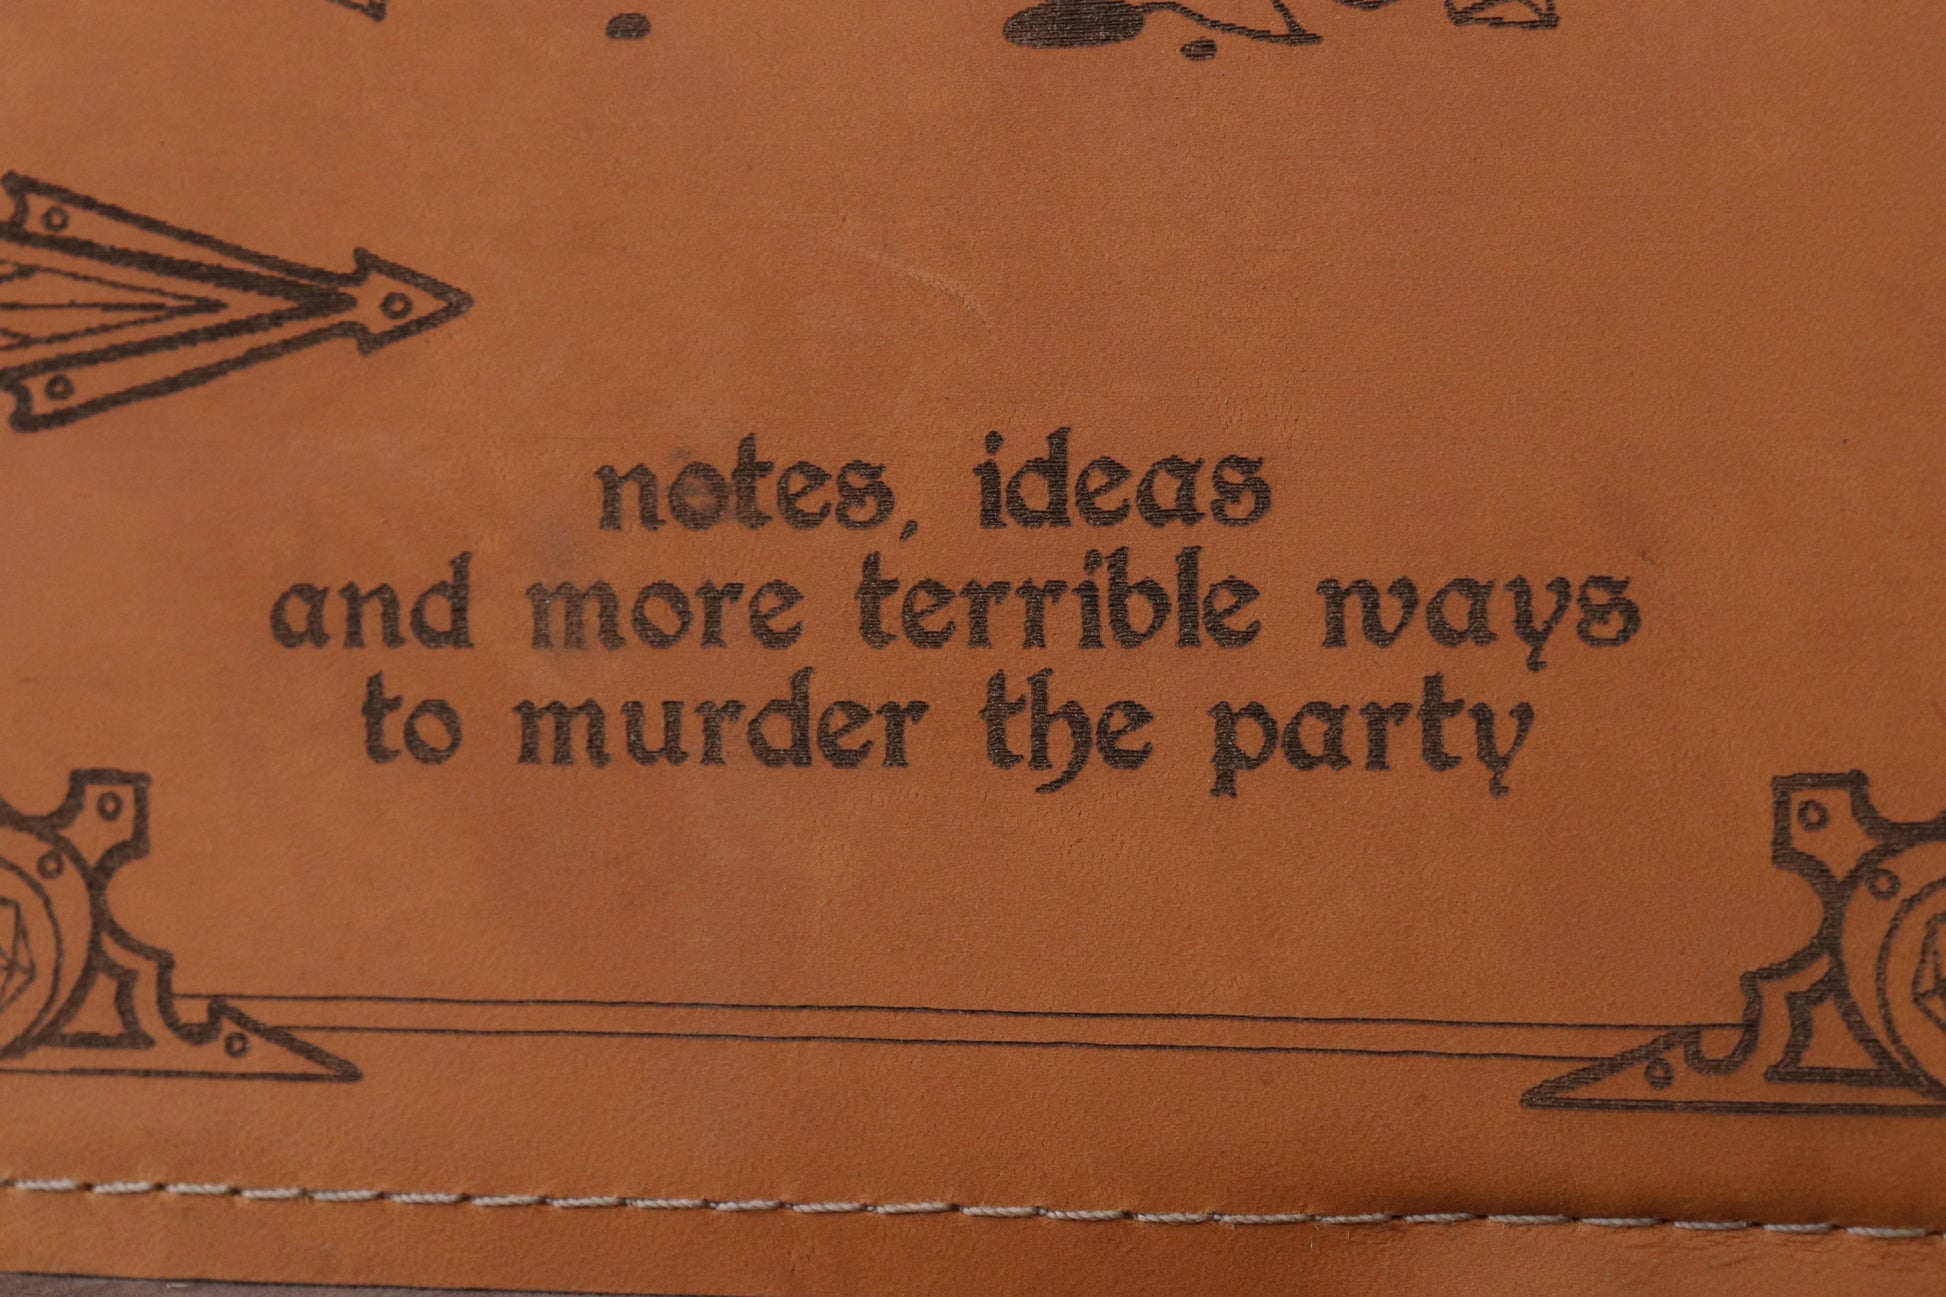 notes, ideas
and more terrible ways
to murder the party